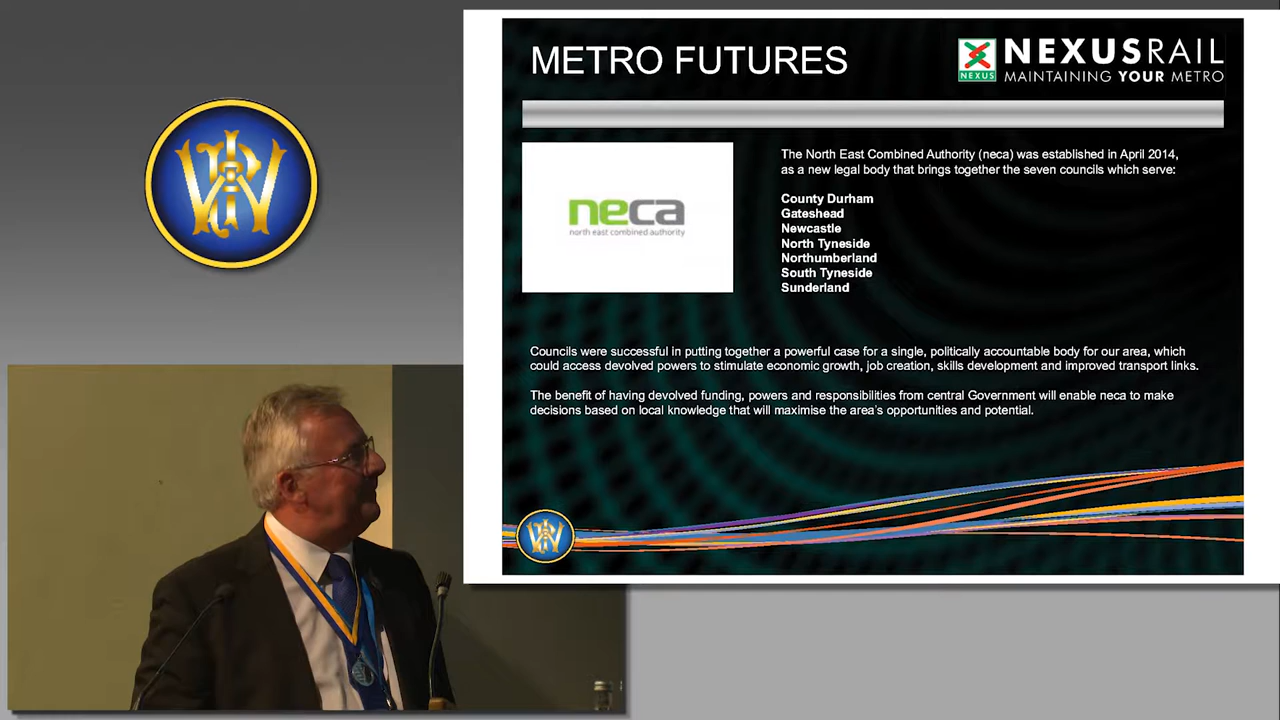 METRO FUTURES
NEXUS
NEXUSRAIL
MAINTAINING YOUR METRO
neca
north east combined authority
The North East Combined Authority (neca) was established in April 2014,
as a new legal body that brings together the seven councils which serve:
County Durham
Gateshead
Newcastle
North Tyneside
Northumberland
South Tyneside
Sunderland
Councils were successful in putting together a powerful case for a single, politically accountable body for our area, which
could access devolved powers to stimulate economic growth, job creation, skills development and improved transport links.
The benefit of having devolved funding, powers and responsibilities from central Government will enable neca to make
decisions based on local knowledge that will maximise the area's opportunities and potential.